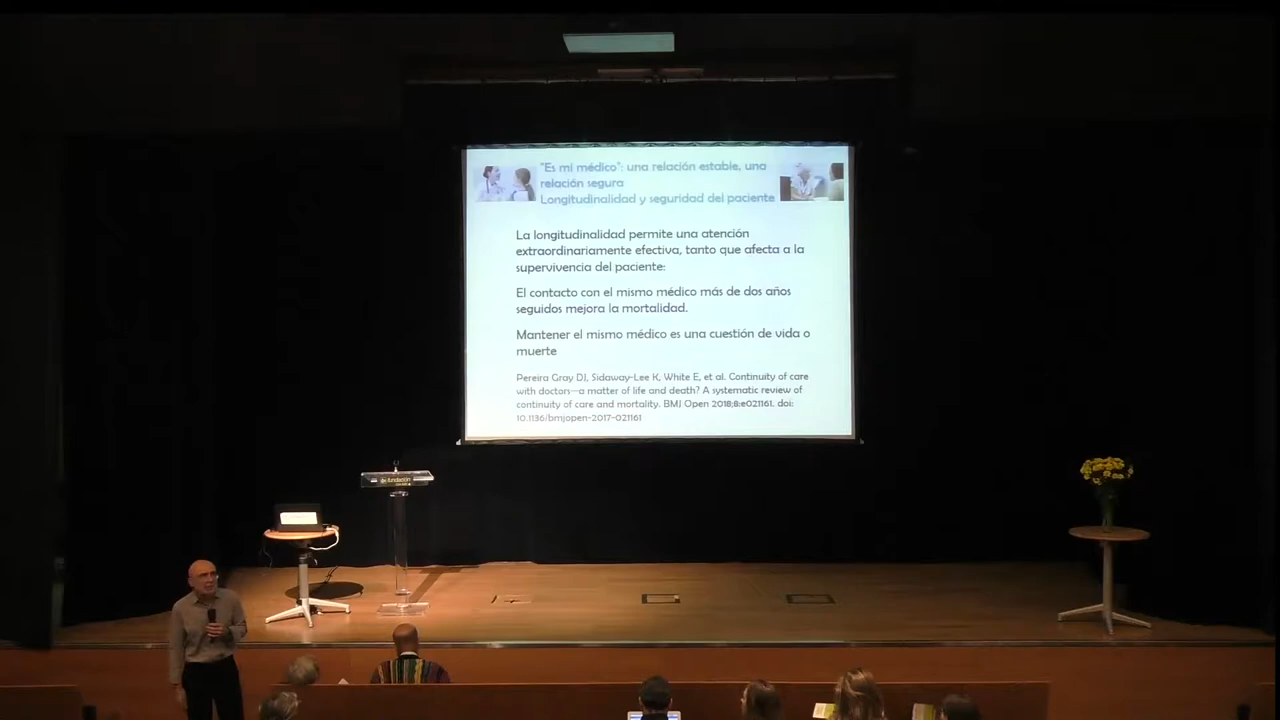 "Es mi médico": una relación estable, una
relación segura
Longitudinalidad y seguridad del paciente
La longitudinalidad permite una atención
extraordinariamente efectiva, tanto que afecta a la
supervivencia del paciente:
El contacto con el mismo médico más de dos años
seguidos mejora la mortalidad.
Mantener el mismo médico es una cuestión de vida o
muerte
Pereira Gray DJ, Sidaway-Lee K, White E, et al. Continuity of care
with doctors—a matter of life and death? A systematic review of
continuity of care and mortality. BMJ Open 2018;8:e021161. doi:
10.1136/bmjopen-2017-021161
fundación